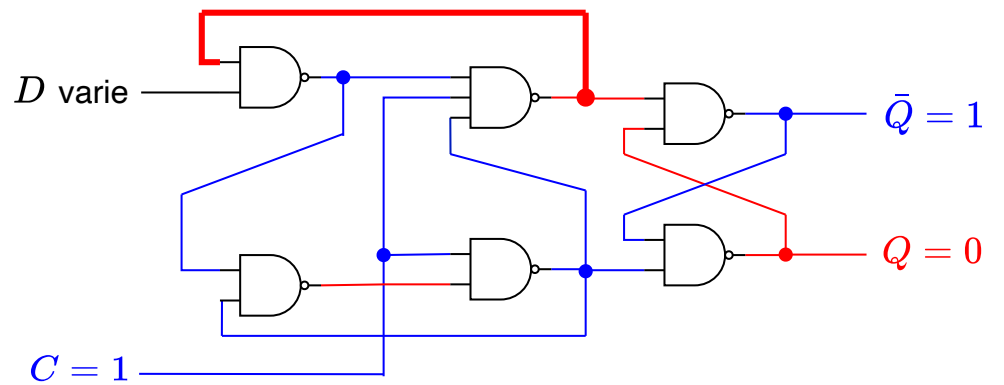 D varie
Q̄ = 1
Q = 0
C = 1